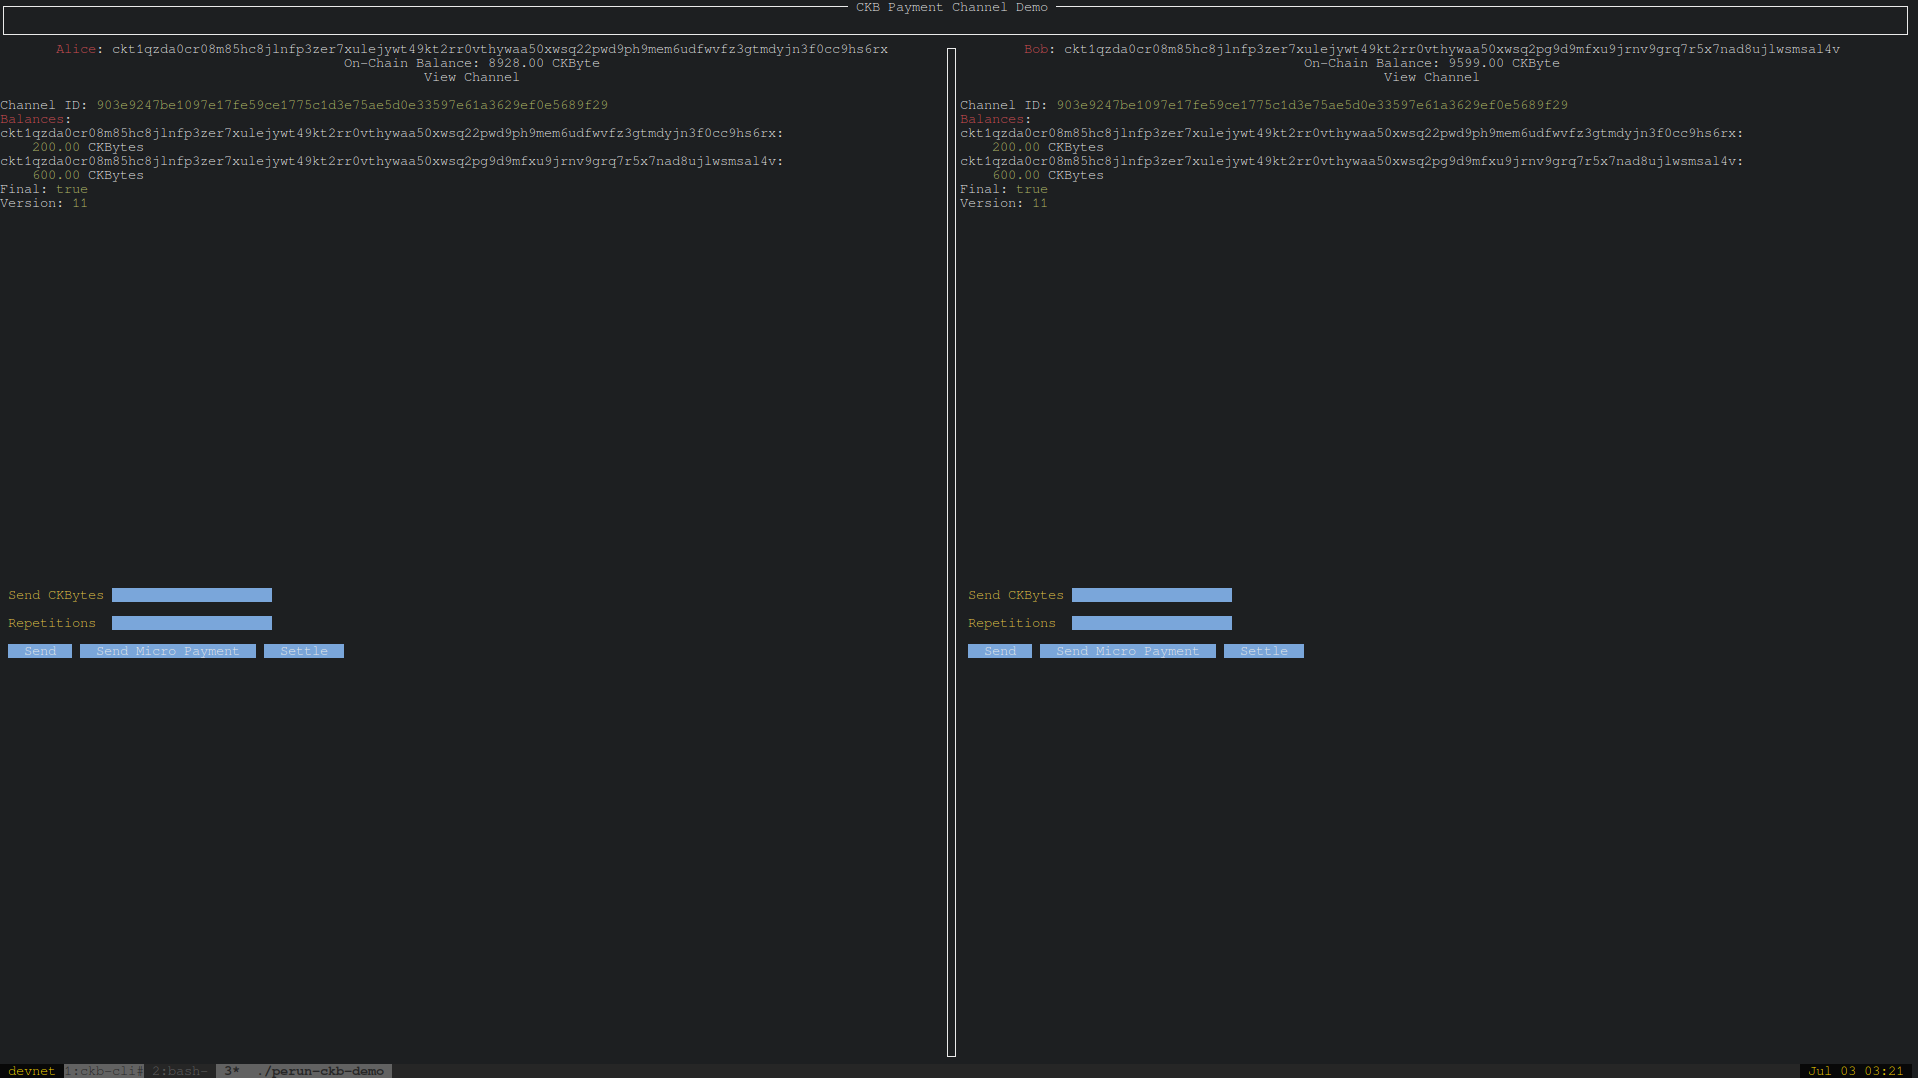 CKB Payment Channel Demo
Alice: ckt1qzda0cr08m85hc8jlnfp3zer7xulejywt49kt2rr0vthywaa50xwsq22pwd9ph9mem6udfwvfz3gtmdyjn3f0cc9hs6rx
On-Chain Balance: 8928.00 CKByte
View Channel
Channel ID: 903e9247be1097e17fe59ce1775c1d3e75ae5d0e33597e61a3629ef0e5689f29
Balances:
ckt1qzda0cr08m85hc8jlnfp3zer7xulejywt49kt2rr0vthywaa50xwsq22pwd9ph9mem6udfwvfz3gtmdyjn3f0cc9hs6rx:
200.00 CKBytes
ckt1qzda0cr08m85hc8jlnfp3zer7xulejywt49kt2rr0vthywaa50xwsq2pg9d9mfxu9jrnv9grq7r5x7nad8ujlwsmsal4v:
600.00 CKBytes
Final: true
Version: 11
Send CKBytes
Repetitions
Send Send Micro Payment Settle
Bob: ckt1qzda0cr08m85hc8jlnfp3zer7xulejywt49kt2rr0vthywaa50xwsq2pg9d9mfxu9jrnv9grq7r5x7nad8ujlwsmsal4v
On-Chain Balance: 9599.00 CKByte
View Channel
Channel ID: 903e9247be1097e17fe59ce1775c1d3e75ae5d0e33597e61a3629ef0e5689f29
Balances:
ckt1qzda0cr08m85hc8jlnfp3zer7xulejywt49kt2rr0vthywaa50xwsq22pwd9ph9mem6udfwvfz3gtmdyjn3f0cc9hs6rx:
200.00 CKBytes
ckt1qzda0cr08m85hc8jlnfp3zer7xulejywt49kt2rr0vthywaa50xwsq2pg9d9mfxu9jrnv9grq7r5x7nad8ujlwsmsal4v:
600.00 CKBytes
Final: true
Version: 11
Send CKBytes
Repetitions
Send Send Micro Payment Settle
devnet 1:ckb-cli# 2:bash- 3* ./perun-ckb-demo Jul 03 03:21